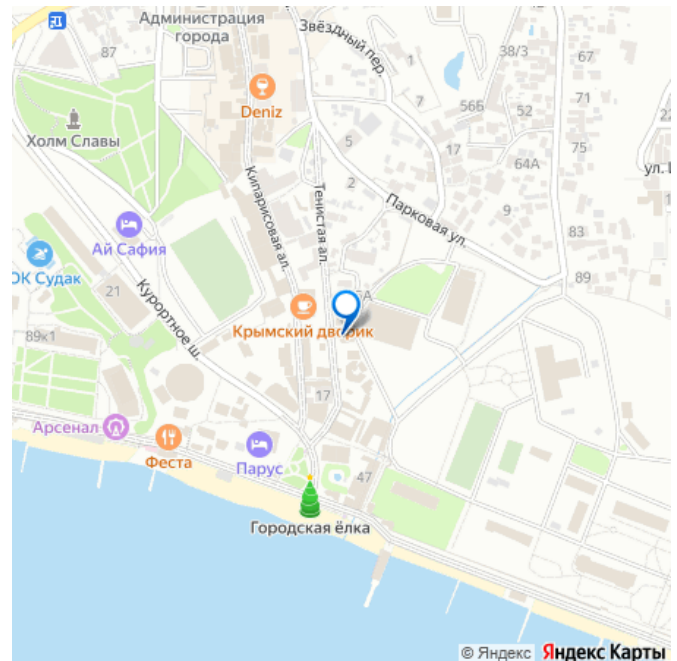 Администрация
города
87
Звёздный пер.
38/3
67
Deniz
1
7
56Б
52
71
22
Холм Славы
5
17
75
64А
ул.
2
Кипарисовая ал.
Тенистая ал.
Парковая ул.
9
83
Ай Сафия
ОК Судак
89
21
Курортное ш.
Крымский дворик
89к1
17
Арсенал
Феста
Парус
47
Городская ёлка
© Яндекс Яндекс Карты